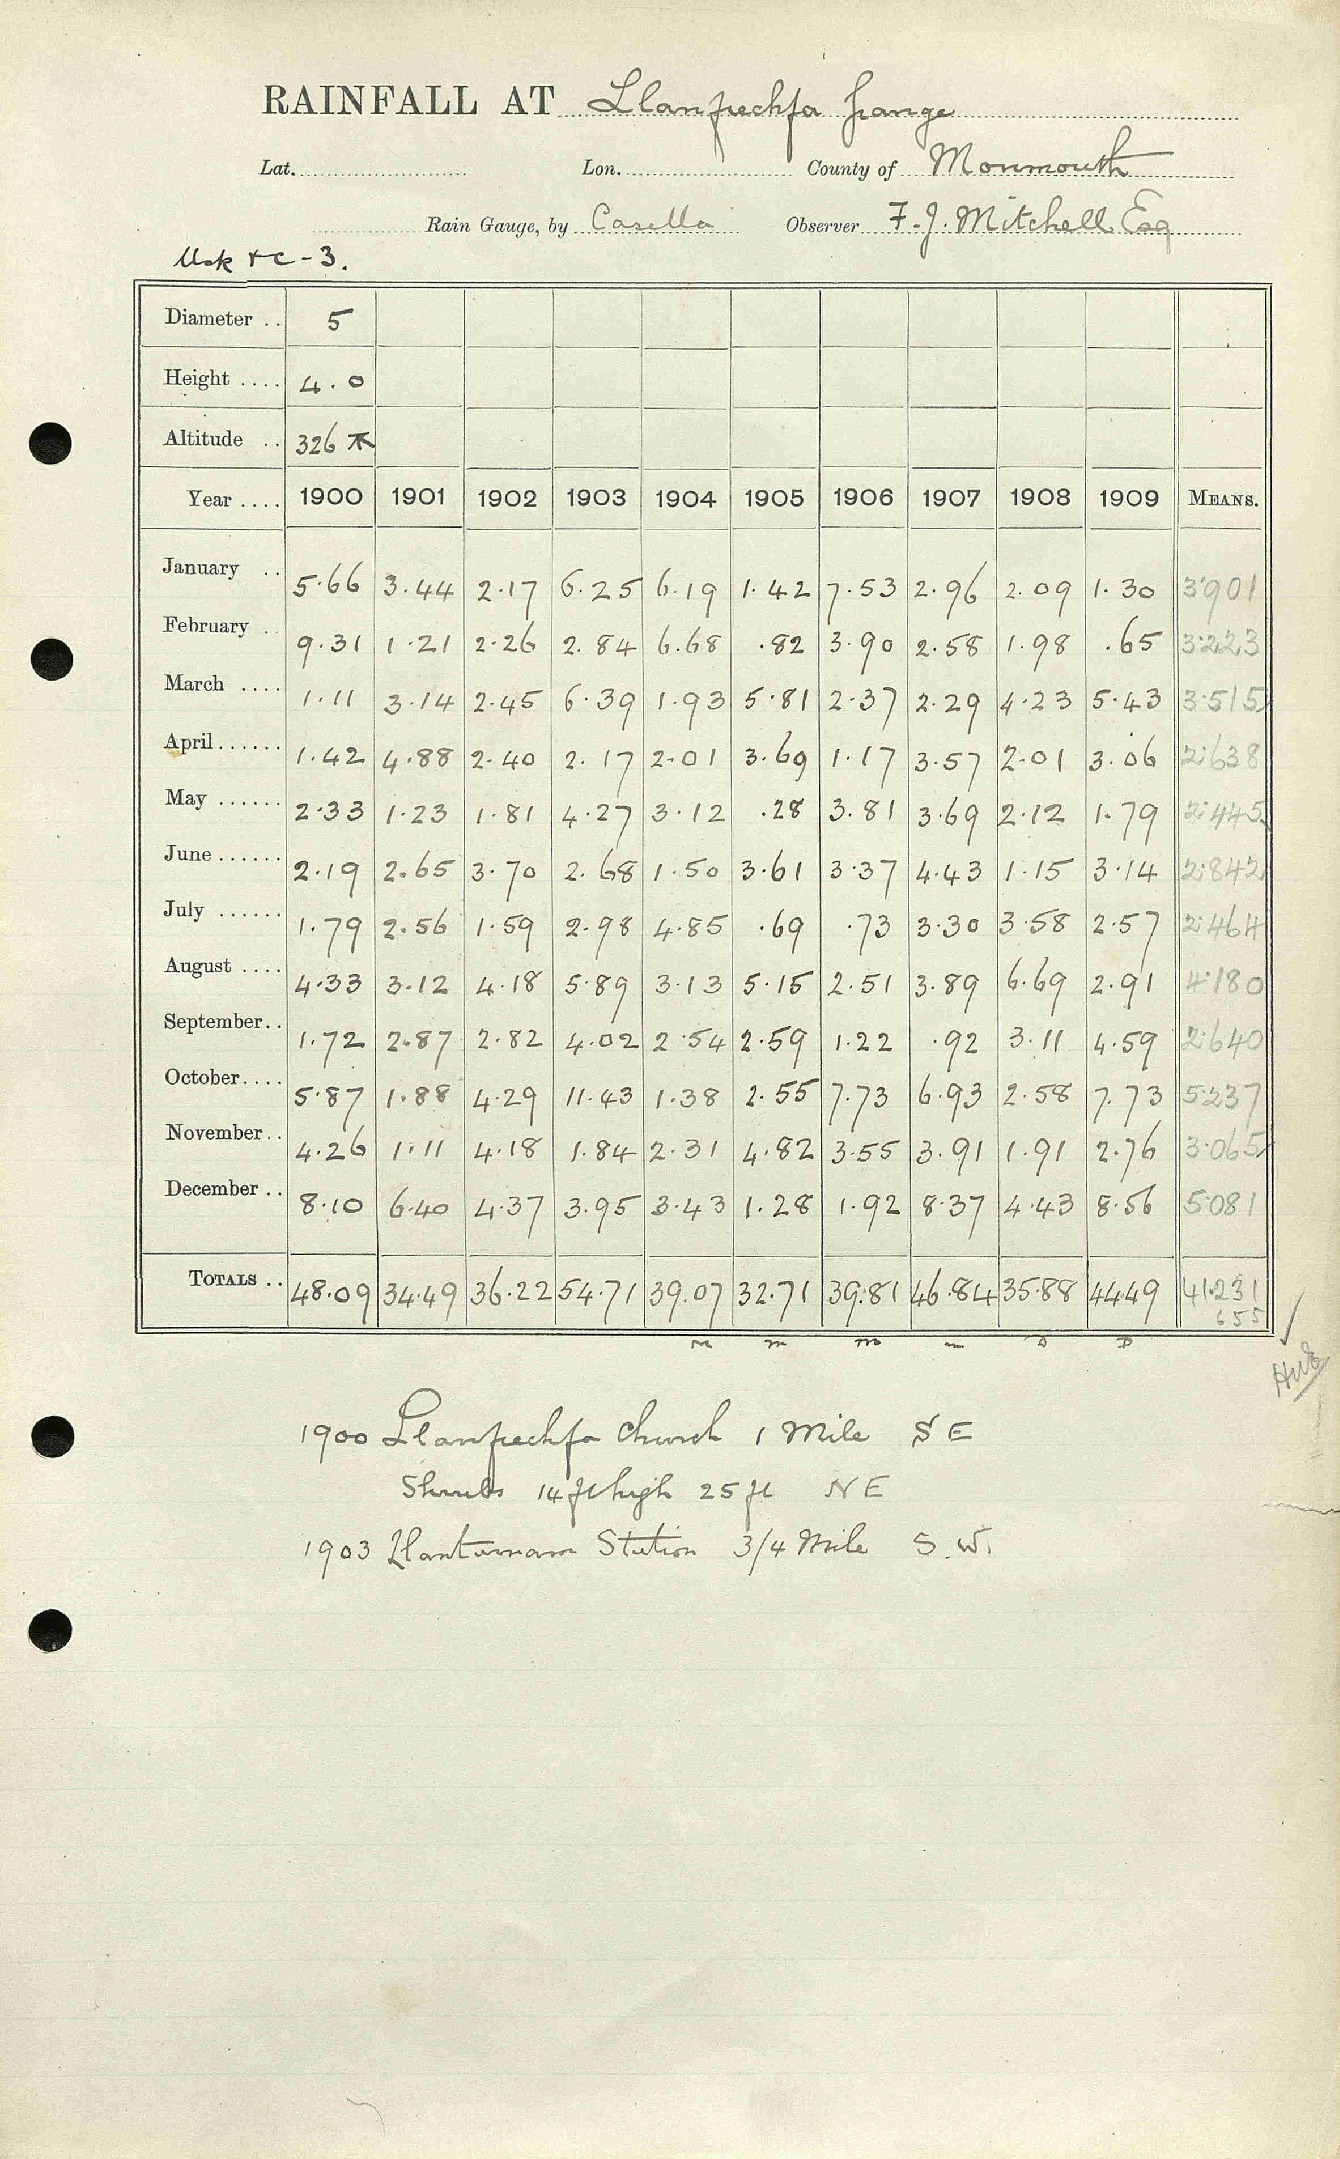 RAINFALL AT Llanfrechfa Grange
Lat. Lon. County of Monmouth
Rain Gauge, by Casella Observer F. J. Mitchell Esq
Usk +c - 3.
Diameter .. 5
Height .... 4.0
Altitude .. 326
Year .... 1900 1901 1902 1903 1904 1905 1906 1907 1908 1909 MEANS.
January .. 5.66 3.44 2.17 6.25 6.19 1.42 7.53 2.96 2.09 1.30 3.901
February .. 9.31 1.21 2.26 2.84 6.68 .82 3.90 2.58 1.98 .65 3.223
March .... 1.11 3.14 2.45 6.39 1.93 5.81 2.37 2.29 4.23 5.43 3.515
April...... 1.42 4.88 2.40 2.17 2.01 3.69 1.17 3.57 2.01 3.06 2.638
May ...... 2.33 1.23 1.81 4.27 3.12 .28 3.81 3.69 2.12 1.79 2.445
June...... 2.19 2.65 3.70 2.68 1.50 3.61 3.37 4.43 1.15 3.14 2.842
July ...... 1.79 2.56 1.59 2.98 4.85 .69 .73 3.30 3.58 2.57 2.464
August .... 4.33 3.12 4.18 5.89 3.13 5.15 2.51 3.89 6.69 2.91 4.180
September.. 1.72 2.87 2.82 4.02 2.54 2.59 1.22 .92 3.11 4.59 2.640
October.... 5.87 1.88 4.29 11.43 1.38 2.55 7.73 6.93 2.58 7.73 5.237
November.. 4.26 1.11 4.18 1.84 2.31 4.82 3.55 3.91 1.91 2.76 3.065
December .. 8.10 6.40 4.37 3.95 3.43 1.28 1.92 8.37 4.43 8.56 5.081
TOTALS .. 48.09 34.49 36.22 54.71 39.07 32.71 39.81 46.84 35.88 44.49 41.231
655
1900 Llanfrechfa Church 1 Mile S E
Shrubs 14 ft high 25 ft NE
1903 Llantarnam Station 3/4 Mile S.W.